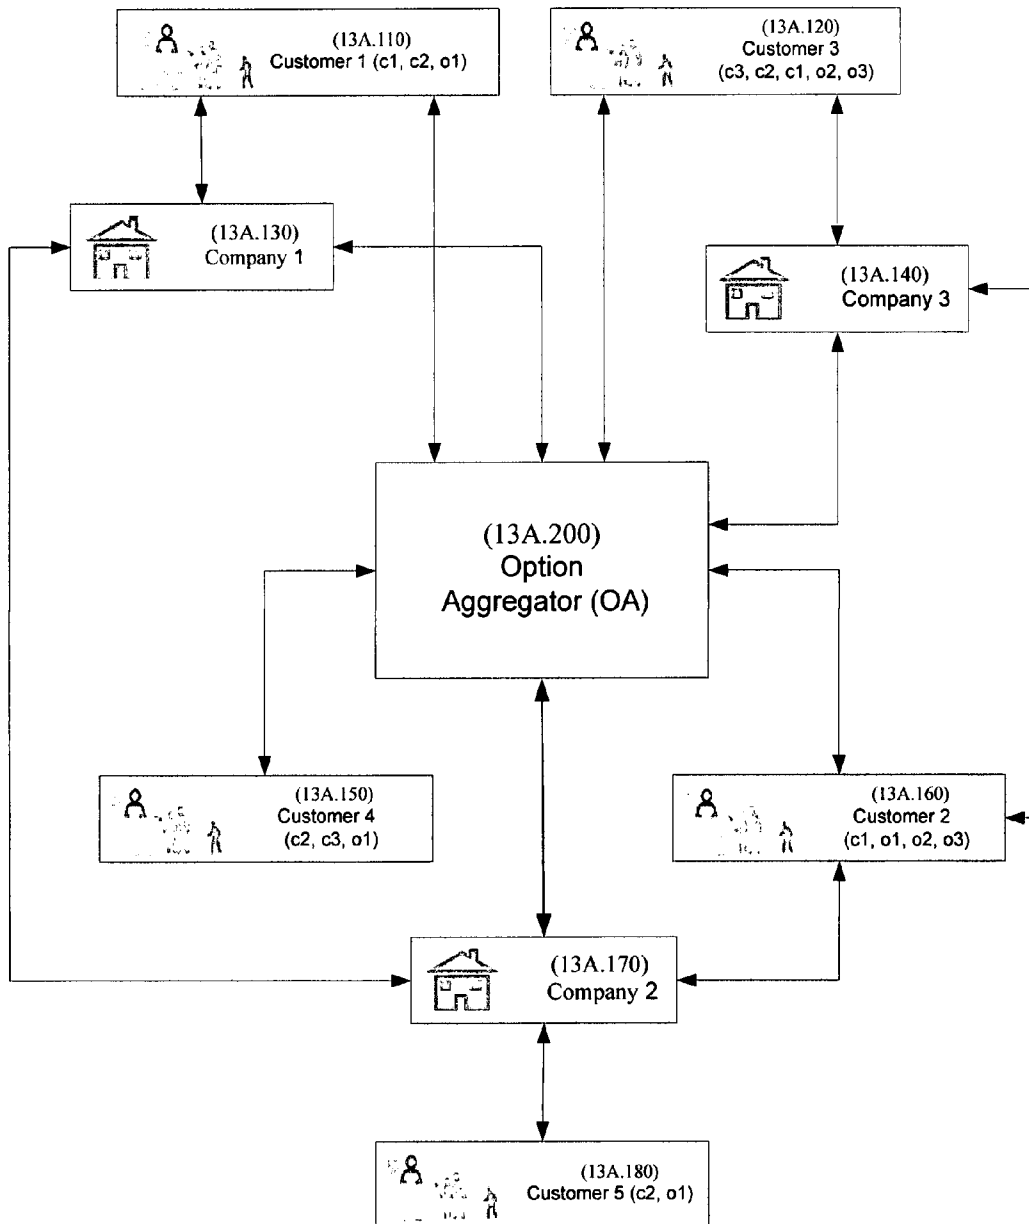 (13A.110)
Customer 1 (c1, c2, o1)
(13A.120)
Customer 3
(c3, c2, c1, o2, o3)
(13A.130)
Company 1
(13A.140)
Company 3
(13A.200)
Option
Aggregator (OA)
(13A.150)
Customer 4
(c2, c3, o1)
(13A.160)
Customer 2
(c1, o1, o2, o3)
(13A.170)
Company 2
(13A.180)
Customer 5 (c2, o1)